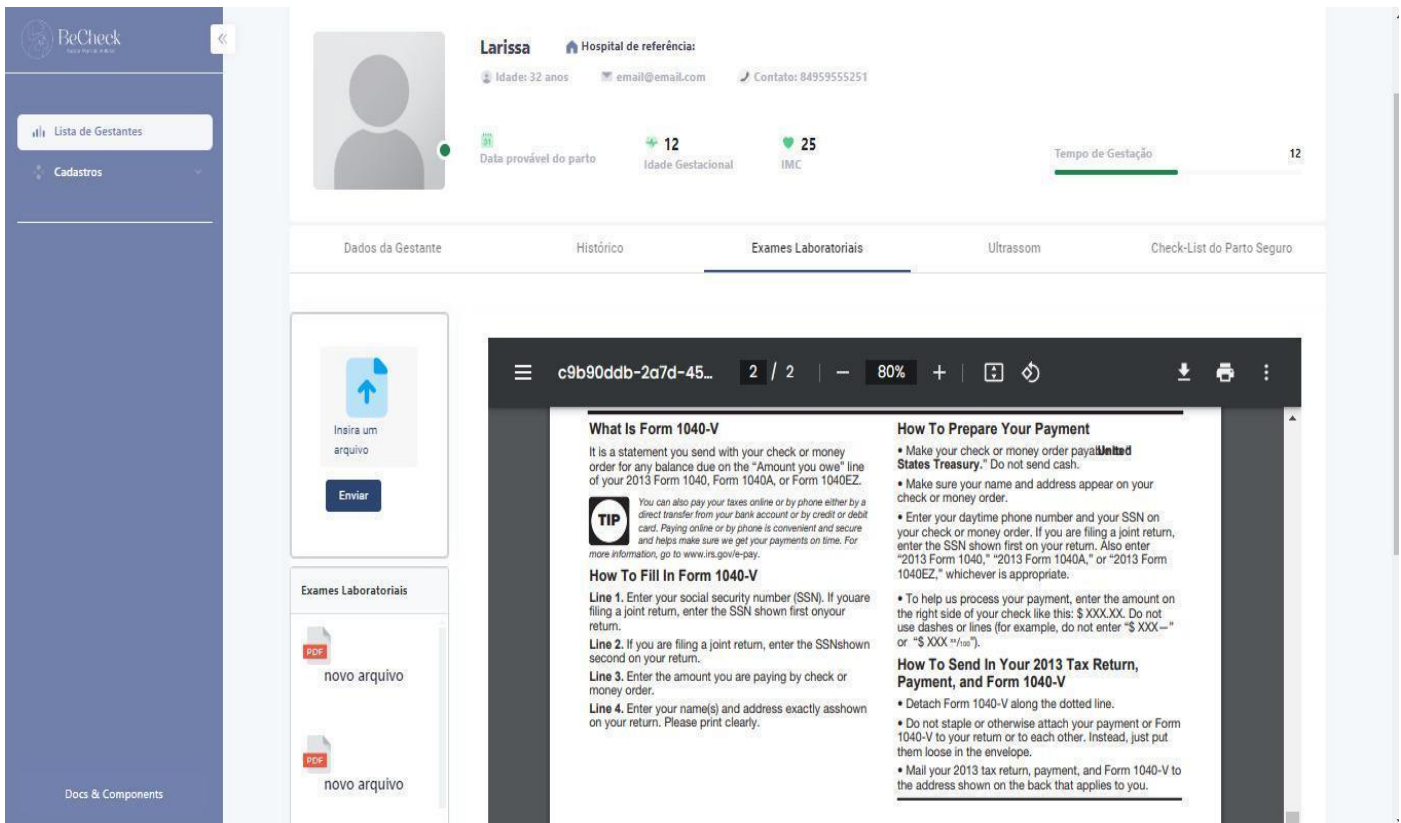 BeCheck
Lista de Gestantes
Cadastros
Docs & Components
Larissa
Hospital de referência:
Idade: 32 anos
email@email.com
Contato: 84959555251
31
Data provável do parto
12
Idade Gestacional
25
IMC
Tempo de Gestação
12
Dados da Gestante
Histórico
Exames Laboratoriais
Ultrassom
Check-List do Parto Seguro
Insira um
arquivo
Enviar
Exames Laboratoriais
PDF
novo arquivo
PDF
novo arquivo
c9b90ddb-2a7d-45...
2 / 2
80%
What Is Form 1040-V
It is a statement you send with your check or money
order for any balance due on the “Amount you owe” line
of your 2013 Form 1040, Form 1040A, or Form 1040EZ.
TIP
You can also pay your taxes online or by phone either by a
direct transfer from your bank account or by credit or debit
card. Paying online or by phone is convenient and secure
and helps make sure we get your payments on time. For
more information, go to www.irs.gov/e-pay.
How To Fill In Form 1040-V
Line 1. Enter your social security number (SSN). If youare
filing a joint return, enter the SSN shown first onyour
return.
Line 2. If you are filing a joint return, enter the SSNshown
second on your return.
Line 3. Enter the amount you are paying by check or
money order.
Line 4. Enter your name(s) and address exactly asshown
on your return. Please print clearly.
How To Prepare Your Payment
• Make your check or money order United
States Treasury.” Do not send cash.
• Make sure your name and address appear on your
check or money order.
• Enter your daytime phone number and your SSN on
your check or money order. If you are filing a joint return,
enter the SSN shown first on your return. Also enter
“2013 Form 1040,” “2013 Form 1040A,” or “2013 Form
1040EZ,” whichever is appropriate.
• To help us process your payment, enter the amount on
the right side of your check like this: $ XXX.XX. Do not
use dashes or lines (for example, do not enter “$ XXX—”
or “$ XXX xx/100”).
How To Send In Your 2013 Tax Return,
Payment, and Form 1040-V
• Detach Form 1040-V along the dotted line.
• Do not staple or otherwise attach your payment or Form
1040-V to your return or to each other. Instead, just put
them loose in the envelope.
• Mail your 2013 tax return, payment, and Form 1040-V to
the address shown on the back that applies to you.